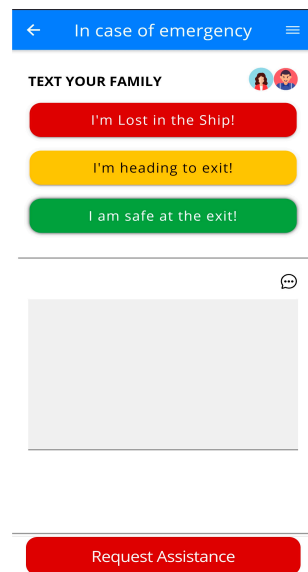 In case of emergency
TEXT YOUR FAMILY
I'm Lost in the Ship!
I'm heading to exit!
I am safe at the exit!
Request Assistance